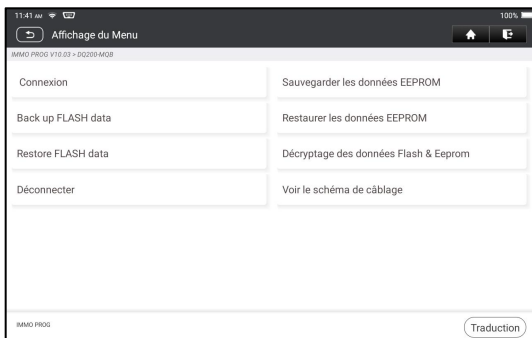 11:41 AM
100%
Affichage du Menu
IMMO PROG V10.03 > DQ200-MQB
Connexion
Sauvegarder les données EEPROM
Back up FLASH data
Restaurer les données EEPROM
Restore FLASH data
Décryptage des données Flash & Eeprom
Déconnecter
Voir le schéma de câblage
IMMO PROG
Traduction